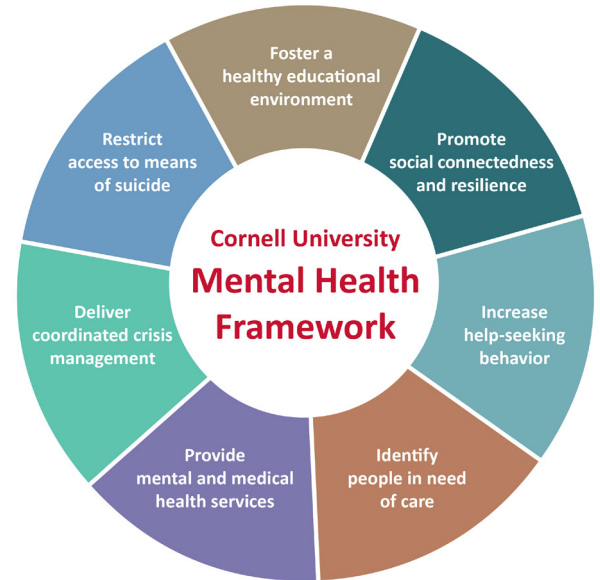 Foster a
healthy educational
environment
Promote
social connectedness
and resilience
Increase
help-seeking
behavior
Identify
people in need
of care
Provide
mental and medical
health services
Deliver
coordinated crisis
management
Restrict
access to means
of suicide
Cornell University
Mental Health
Framework